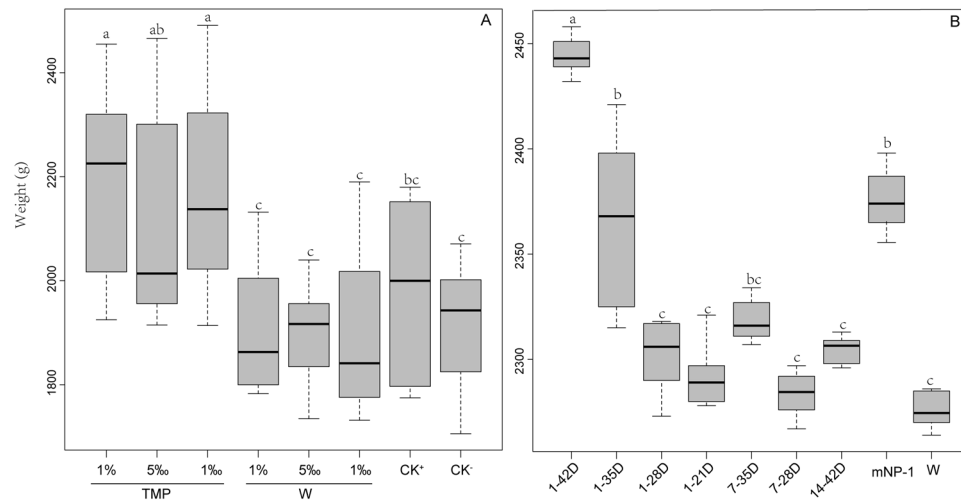 A
a ab a c c c bc c
Weight (g)
2400
2200
2000
1800
1% 5‰ 1‰ 1% 5‰ 1‰ CK⁺ CK⁻
TMP W
B
a b c c bc c c b c
2450
2400
2350
2300
1-42D 1-35D 1-28D 1-21D 7-35D 7-28D 14-42D mNP-1 W